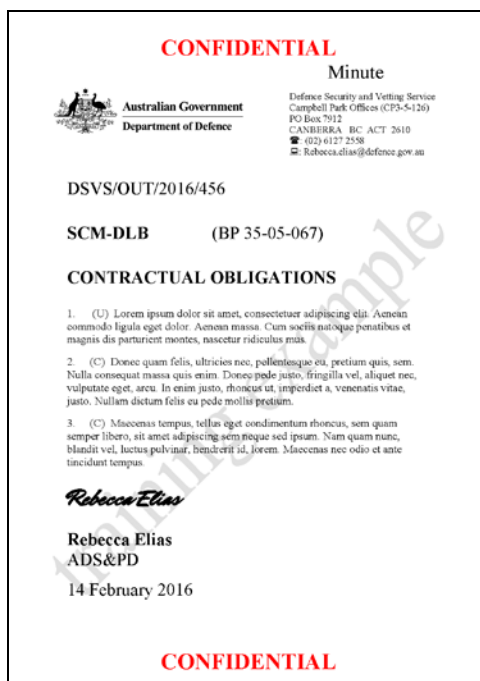 CONFIDENTIAL
Minute
Australian Government
Department of Defence
Defence Security and Vetting Service
Campbell Park Offices (CP3-5-126)
PO Box 7912
CANBERRA BC ACT 2610
☎: (02) 6127 2558
💻: Rebecca.elias@defence.gov.au
DSVS/OUT/2016/456
SCM-DLB (BP 35-05-067)
CONTRACTUAL OBLIGATIONS
1. (U) Lorem ipsum dolor sit amet, consectetuer adipiscing elit. Aenean
commodo ligula eget dolor. Aenean massa. Cum sociis natoque penatibus et
magnis dis parturient montes, nascetur ridiculus mus.
2. (C) Donec quam felis, ultricies nec, pellentesque eu, pretium quis, sem.
Nulla consequat massa quis enim. Donec pede justo, fringilla vel, aliquet nec,
vulputate eget, arcu. In enim justo, rhoncus ut, imperdiet a, venenatis vitae,
justo. Nullam dictum felis eu pede mollis pretium.
3. (C) Maecenas tempus, tellus eget condimentum rhoncus, sem quam
semper libero, sit amet adipiscing sem neque sed ipsum. Nam quam nunc,
blandit vel, luctus pulvinar, hendrerit id, lorem. Maecenas nec odio et ante
tincidunt tempus.
Rebecca Elias
Rebecca Elias
ADS&PD
14 February 2016
training example
CONFIDENTIAL